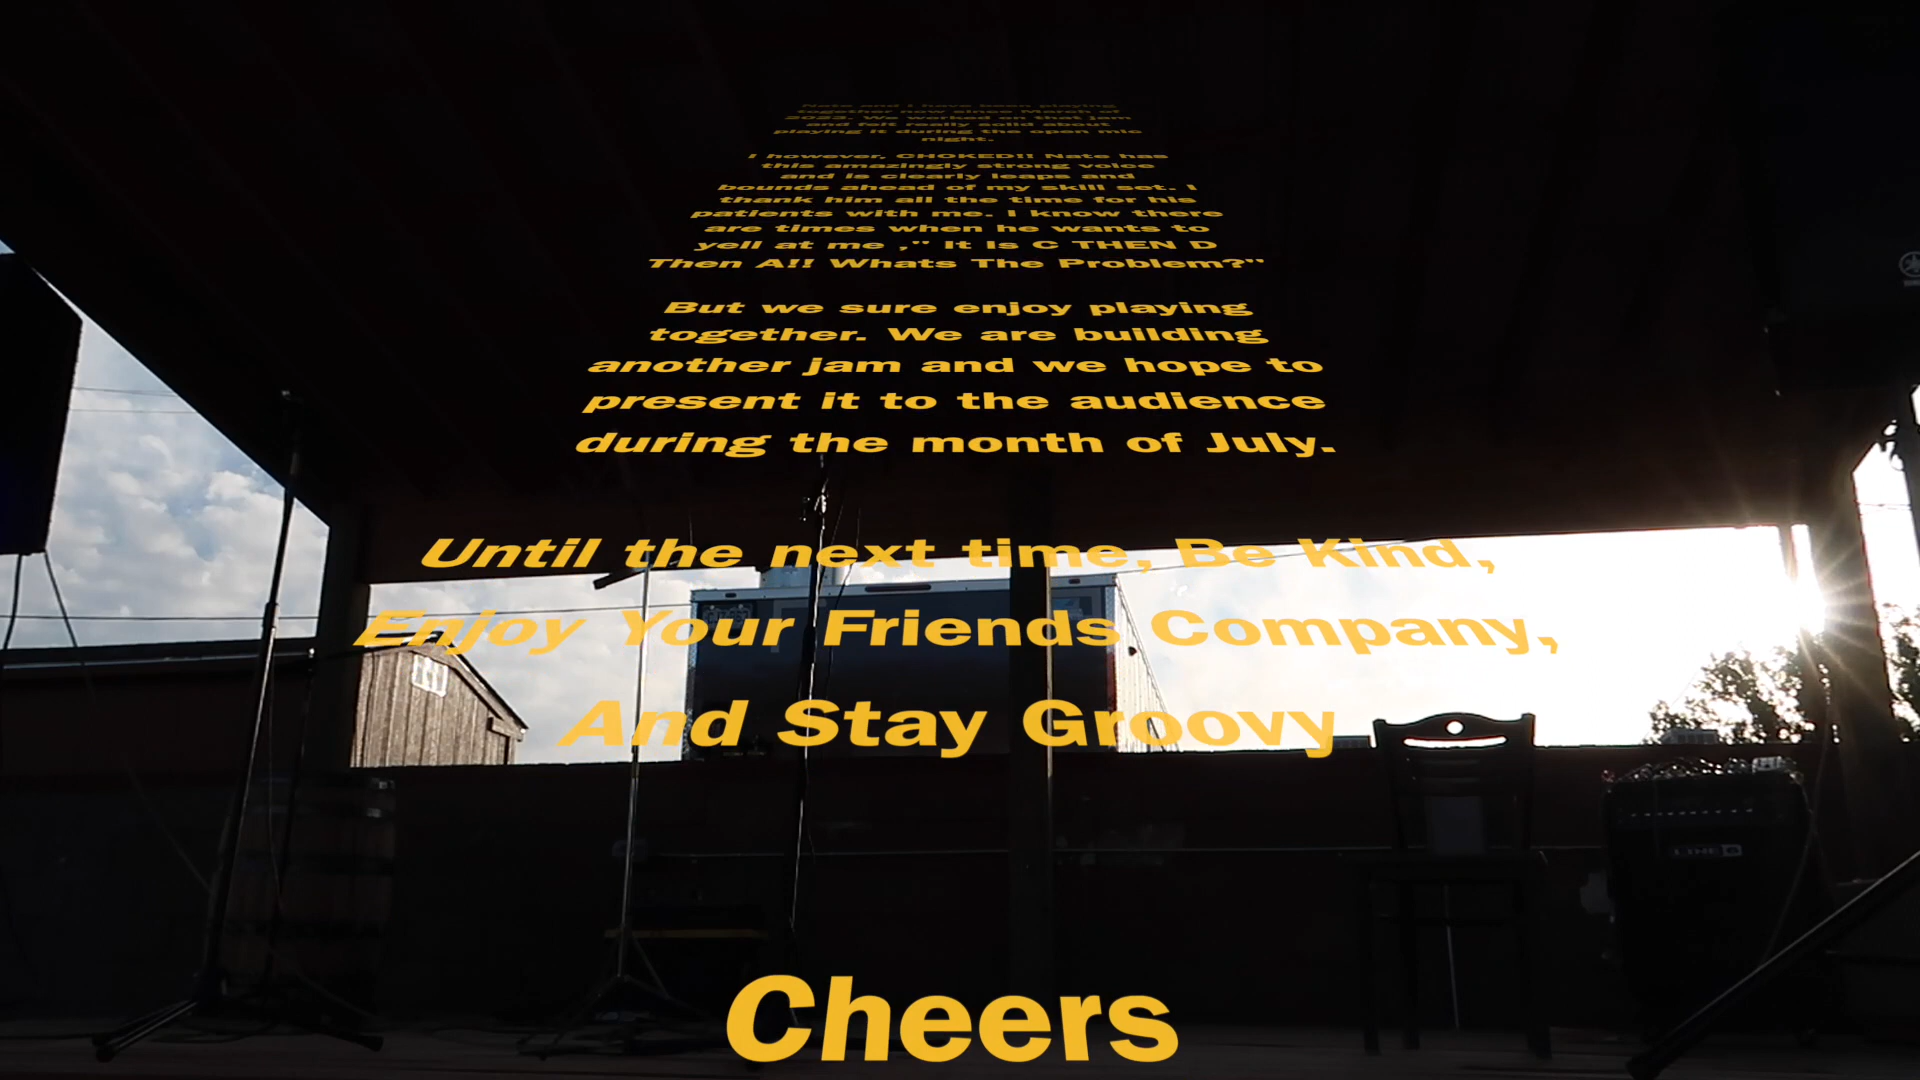 Nate and I have been playing
together now since March of
2023. We worked on that jam
and felt really solid about
playing it during the open mic
night.
I however, CHOKED!! Nate has
this amazingly strong voice
and is clearly leaps and
bounds ahead of my skill set. I
thank him all the time for his
patients with me. I know there
are times when he wants to
yell at me ," It Is C THEN D
Then A!! Whats The Problem?"
But we sure enjoy playing
together. We are building
another jam and we hope to
present it to the audience
during the month of July.
Until the next time, Be Kind,
Enjoy Your Friends Company,
And Stay Groovy
LINE 6
Cheers